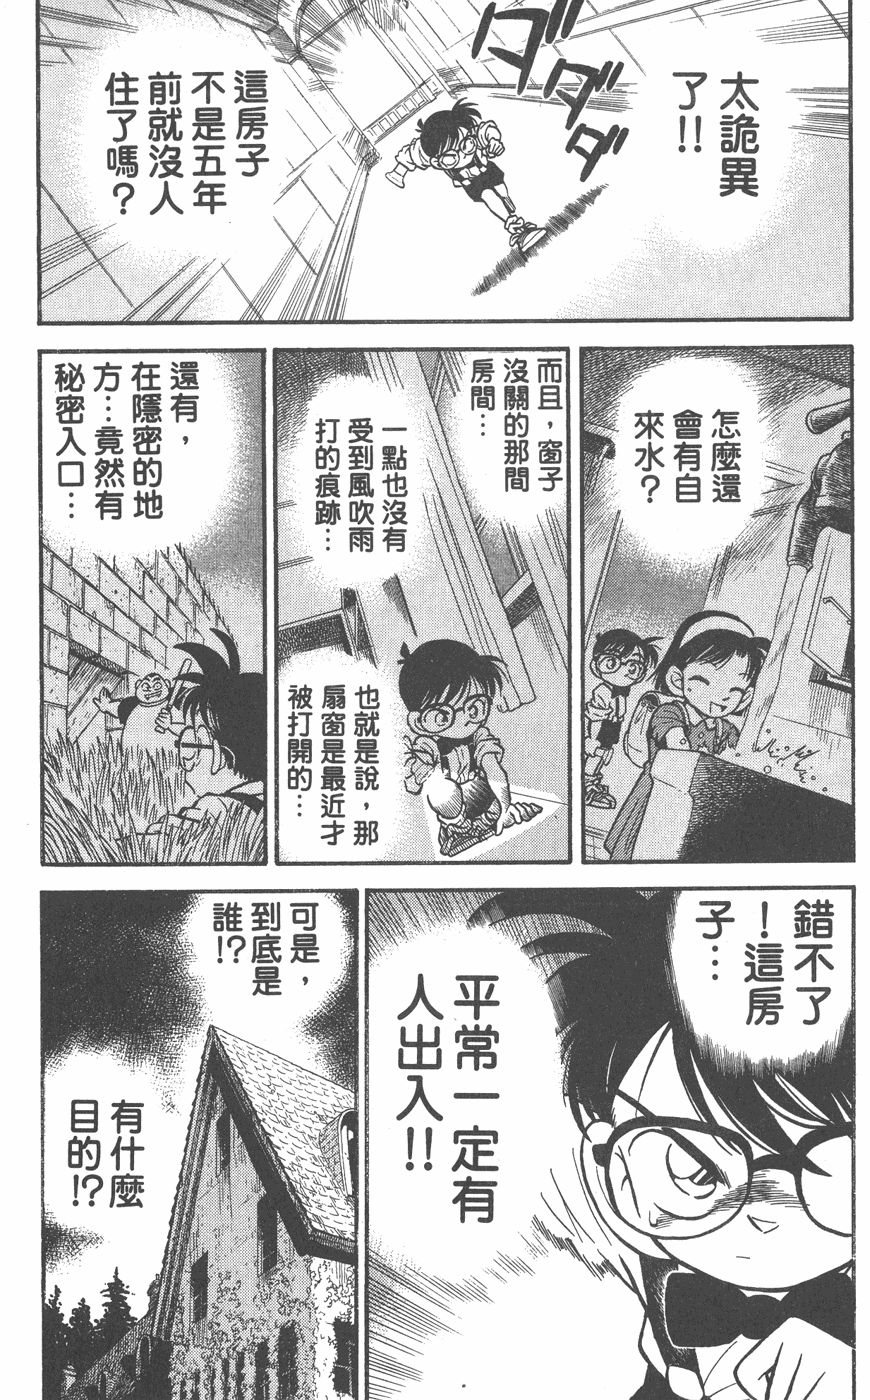 太詭異
了!!
ダダダ
這房子
不是五年
前就沒人
住了嗎？
怎麼還
會有自
來水？
而且，窗子
沒關的那間
房間…
一點也沒有
受到風吹雨
打的痕跡…
也就是說，那
扇窗是最近才
被打開的…
還有，
在隱密的地
方…竟然有
秘密入口…
錯不了
！這房
子…
平常一定有
人出入!!
可是，
到底是
誰!?
有什麼
目的!?